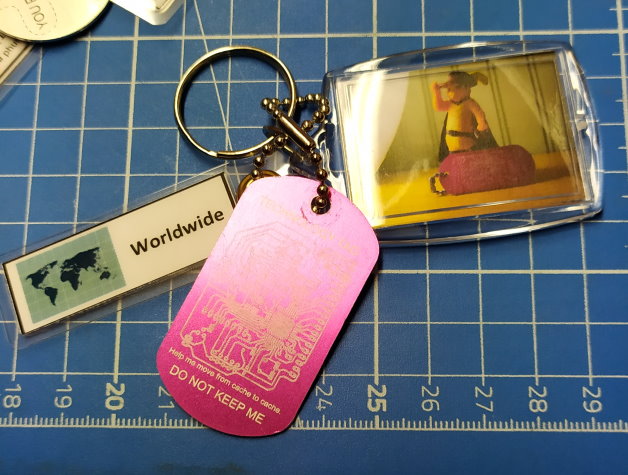 YOU
Worldwide
Help me move from cache to cache.
DO NOT KEEP ME
18 19 20 24 25 26 27 28 29